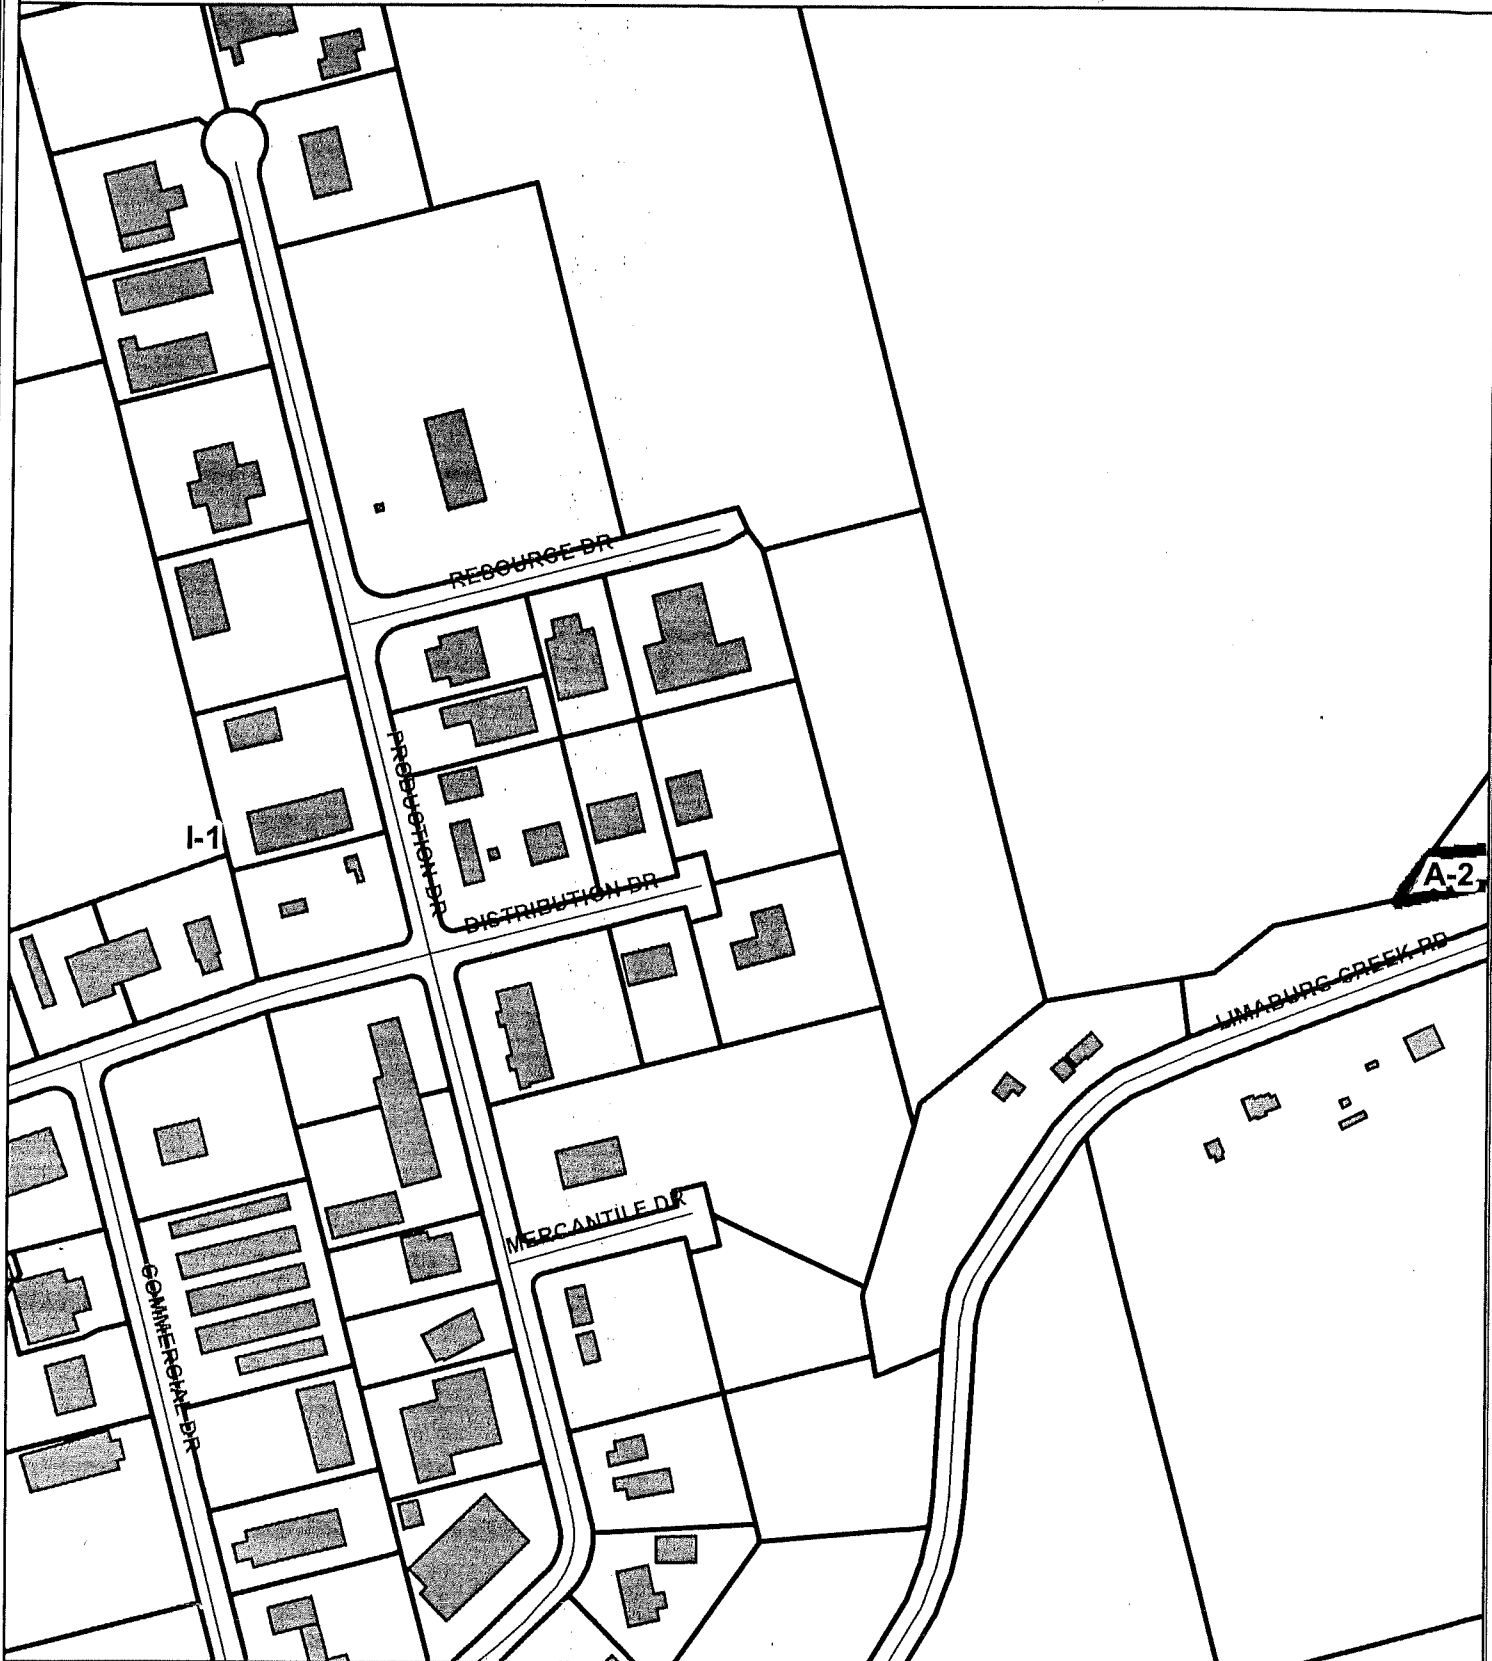 RESOURCE DR
PRODUCTION DR
I-1
A-2
DISTRIBUTION DR
LIMABURG CREEK RD
MERCANTILE DR
COMMERCIAL DR